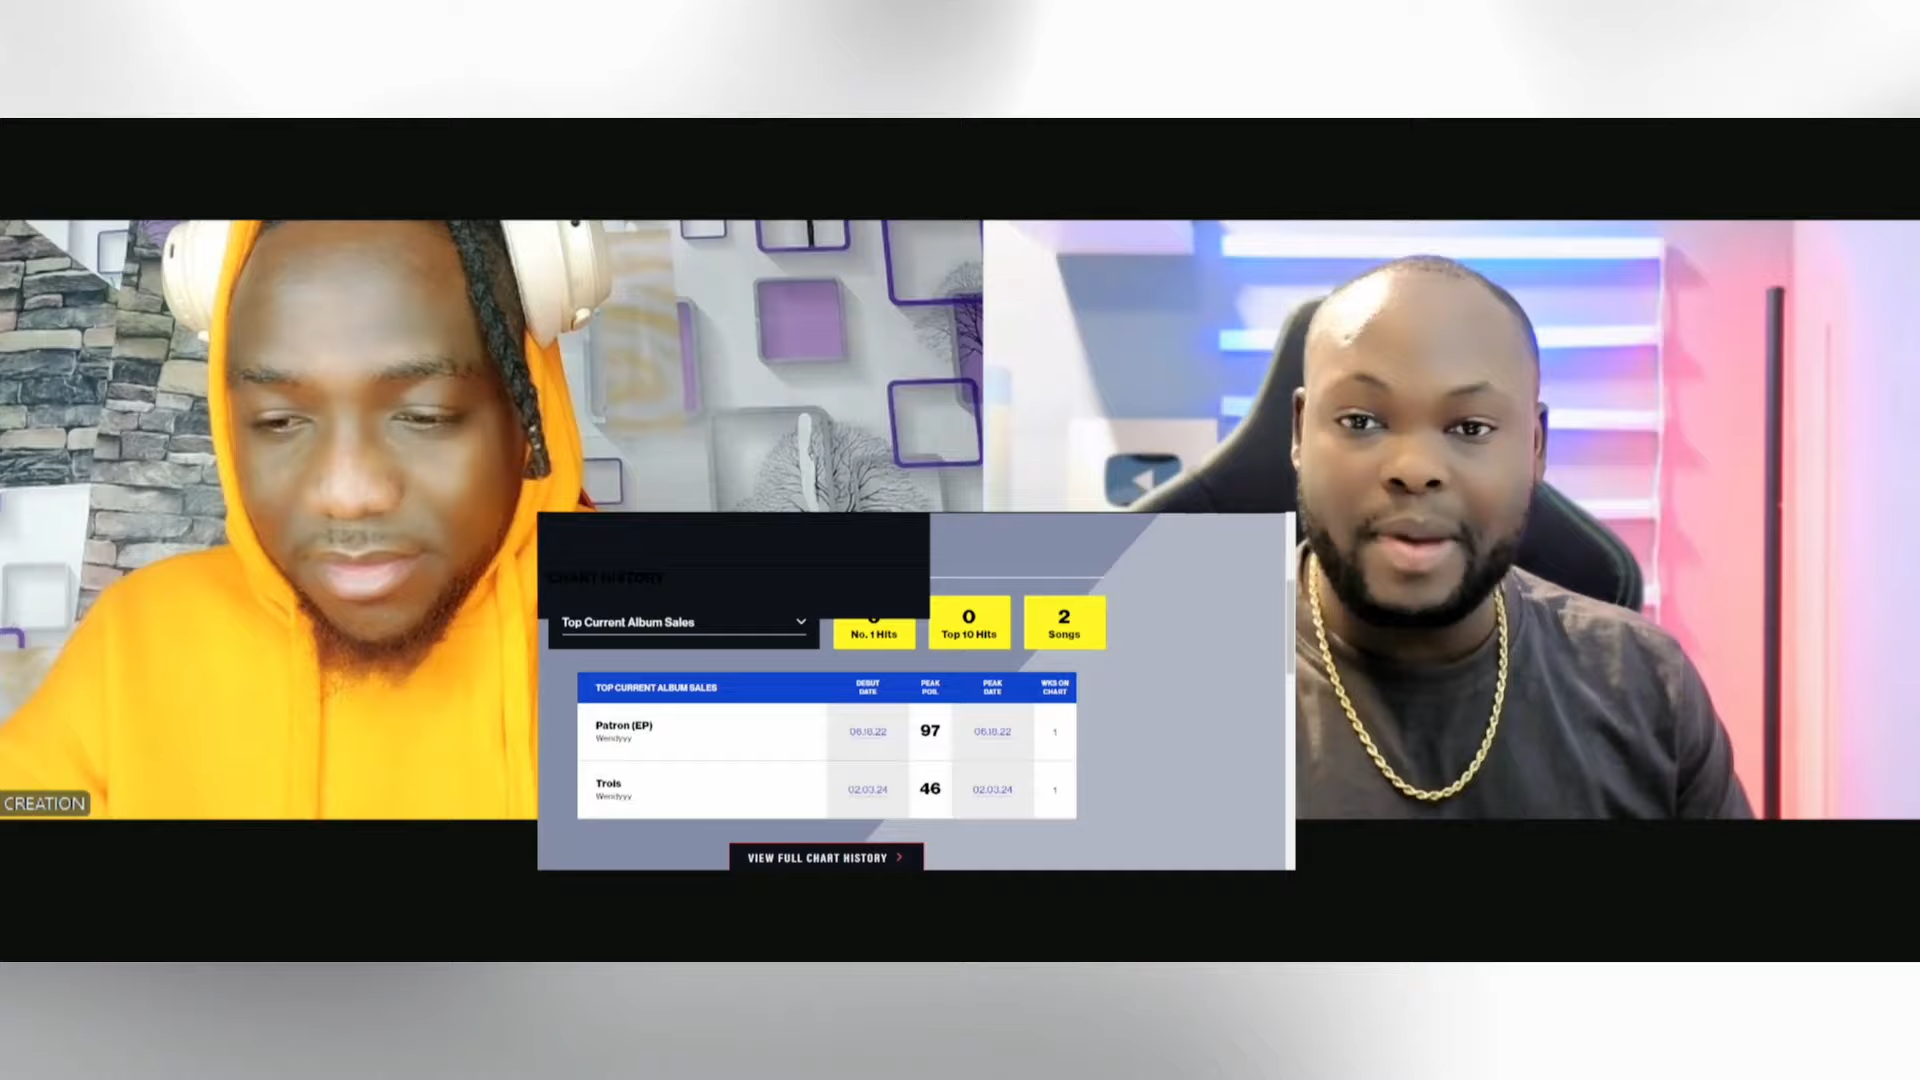 CREATION
CHART HISTORY
Top Current Album Sales
No. 1 Hits
0
Top 10 Hits
2
Songs
TOP CURRENT ALBUM SALES
DEBUT DATE
PEAK POS.
PEAK DATE
WKS ON CHART
Patron (EP)
Wendyyy
06.18.22
97
06.18.22
1
Trois
Wendyyy
02.03.24
46
02.03.24
1
VIEW FULL CHART HISTORY